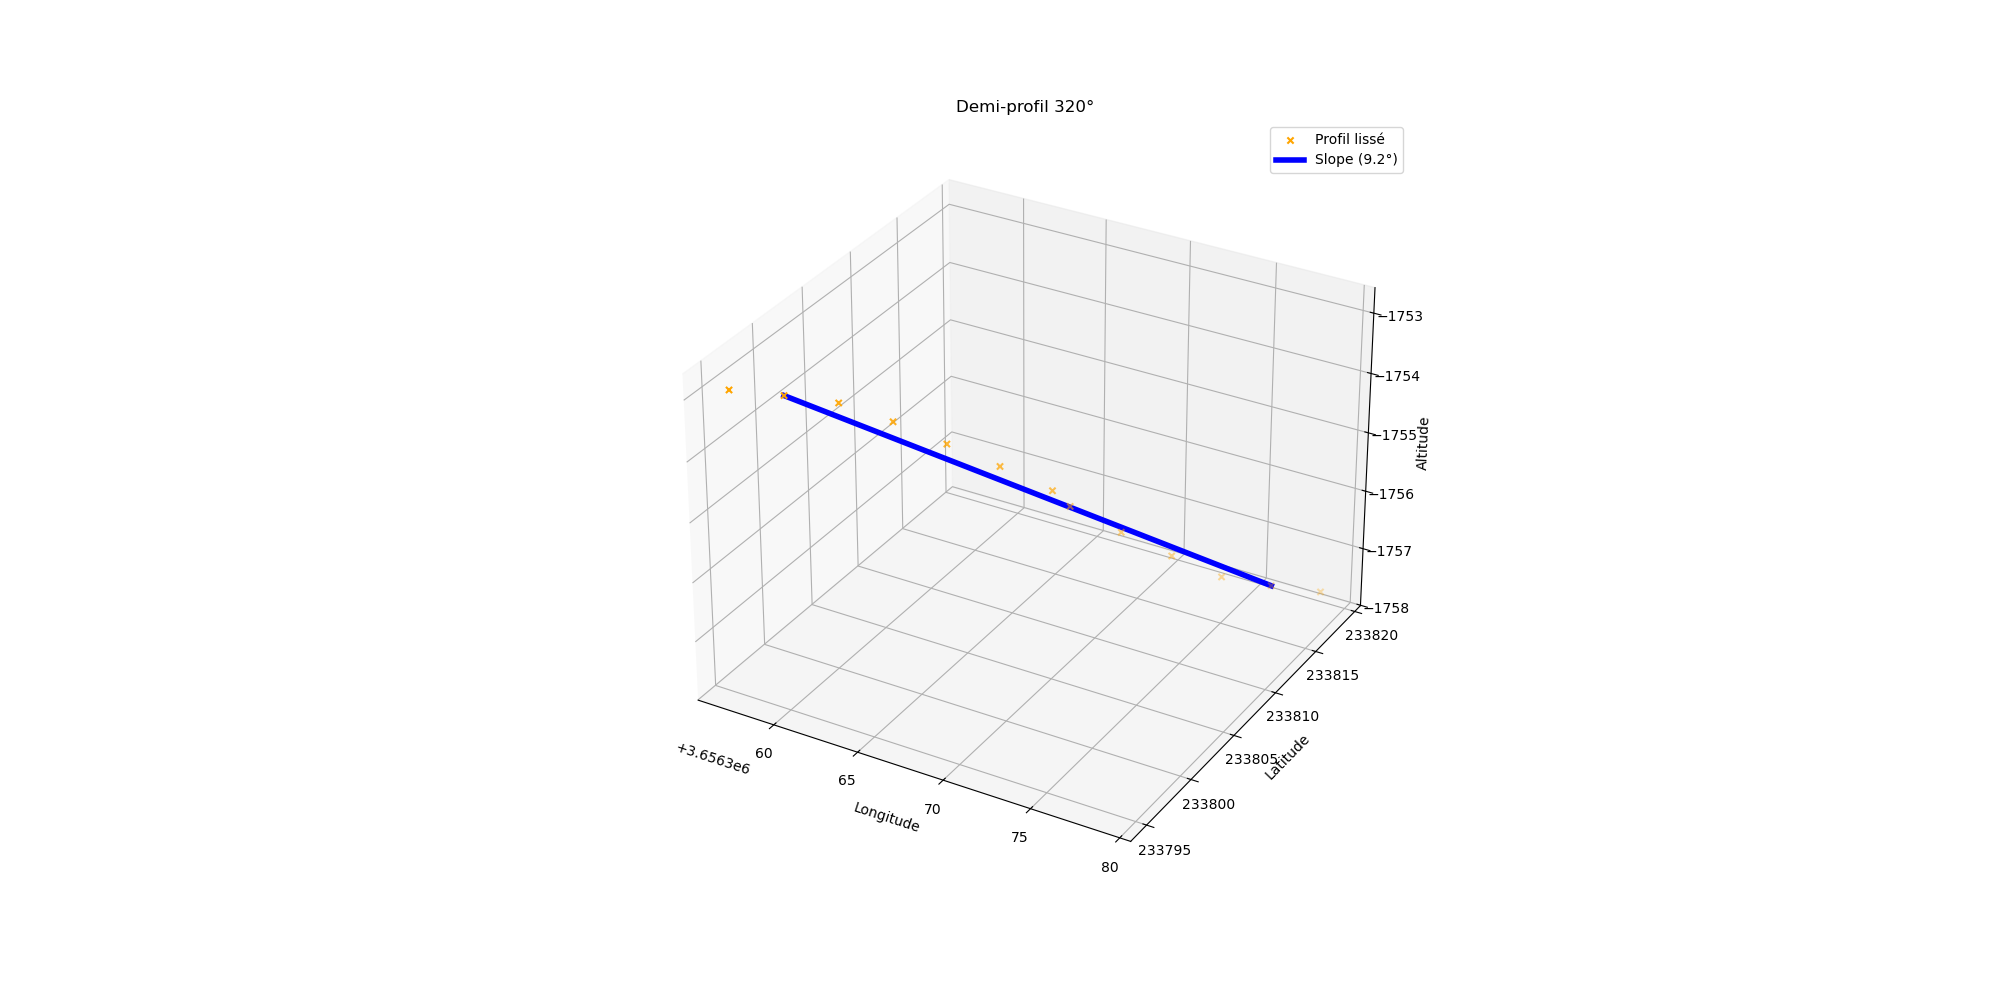 Demi-profil 320°
Profil lissé
Slope (9.2°)
−1753
−1754
−1755
−1756
−1757
−1758
Altitude
233820
233815
233810
233805
233800
233795
Latitude
+3.6563e6
60
65
70
75
80
Longitude